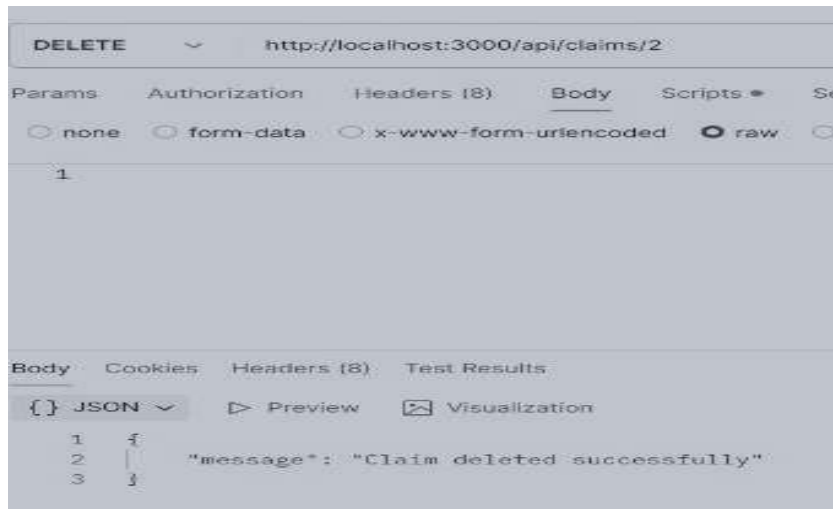 DELETE http://localhost:3000/api/claims/2
Params Authorization Headers (8) Body Scripts
none form-data x-www-form-urlencoded raw
1
Body Cookies Headers (8) Test Results
{} JSON Preview Visualization
1 {
2 "message": "Claim deleted successfully"
3 }